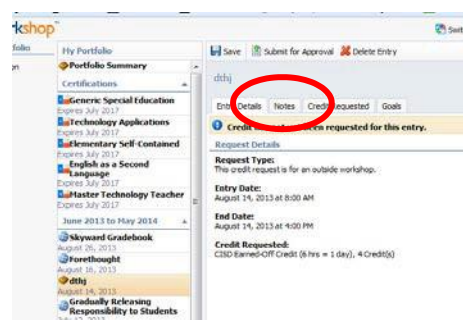 kshop
folio
My Portfolio
Portfolio Summary
Certifications
Generic Special Education
Expires July 2017
Technology Applications
Expires July 2017
Elementary Self-Contained
Expires July 2017
English as a Second
Language
Expires July 2017
Master Technology Teacher
Expires July 2017
June 2013 to May 2014
Skyward Gradebook
August 26, 2013
Forethought
August 16, 2013
dthj
August 14, 2013
Gradually Releasing
Responsibility to Students
Save Submit for Approval Delete Entry
dthj
Details Notes Credit Requested Goals
Credit been requested for this entry.
Request Details
Request Type:
This credit request is for an outside workshop.
Entry Date:
August 14, 2013 at 8:00 AM
End Date:
August 14, 2013 at 4:00 PM
Credit Requested:
CISD Earned-Off Credit (6 hrs = 1 day), 4 Credit(s)